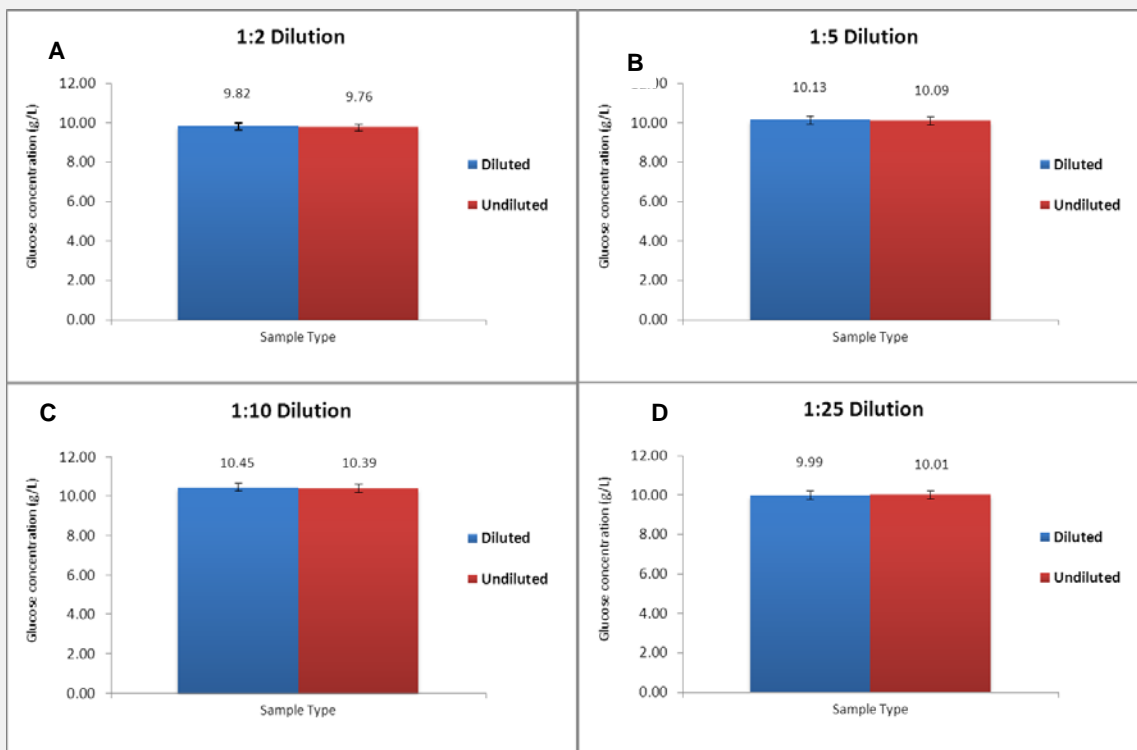 A
1:2 Dilution
Glucose concentration (g/L)
12.00
10.00
8.00
6.00
4.00
2.00
0.00
9.82
9.76
Diluted
Undiluted
Sample Type
B
1:5 Dilution
Glucose concentration (g/L)
10.00
8.00
6.00
4.00
2.00
0.00
10.13
10.09
Diluted
Undiluted
Sample Type
C
1:10 Dilution
Glucose concentration (g/L)
12.00
10.00
8.00
6.00
4.00
2.00
0.00
10.45
10.39
Diluted
Undiluted
Sample Type
D
1:25 Dilution
Glucose concentration (g/L)
12.00
10.00
8.00
6.00
4.00
2.00
0.00
9.99
10.01
Diluted
Undiluted
Sample Type